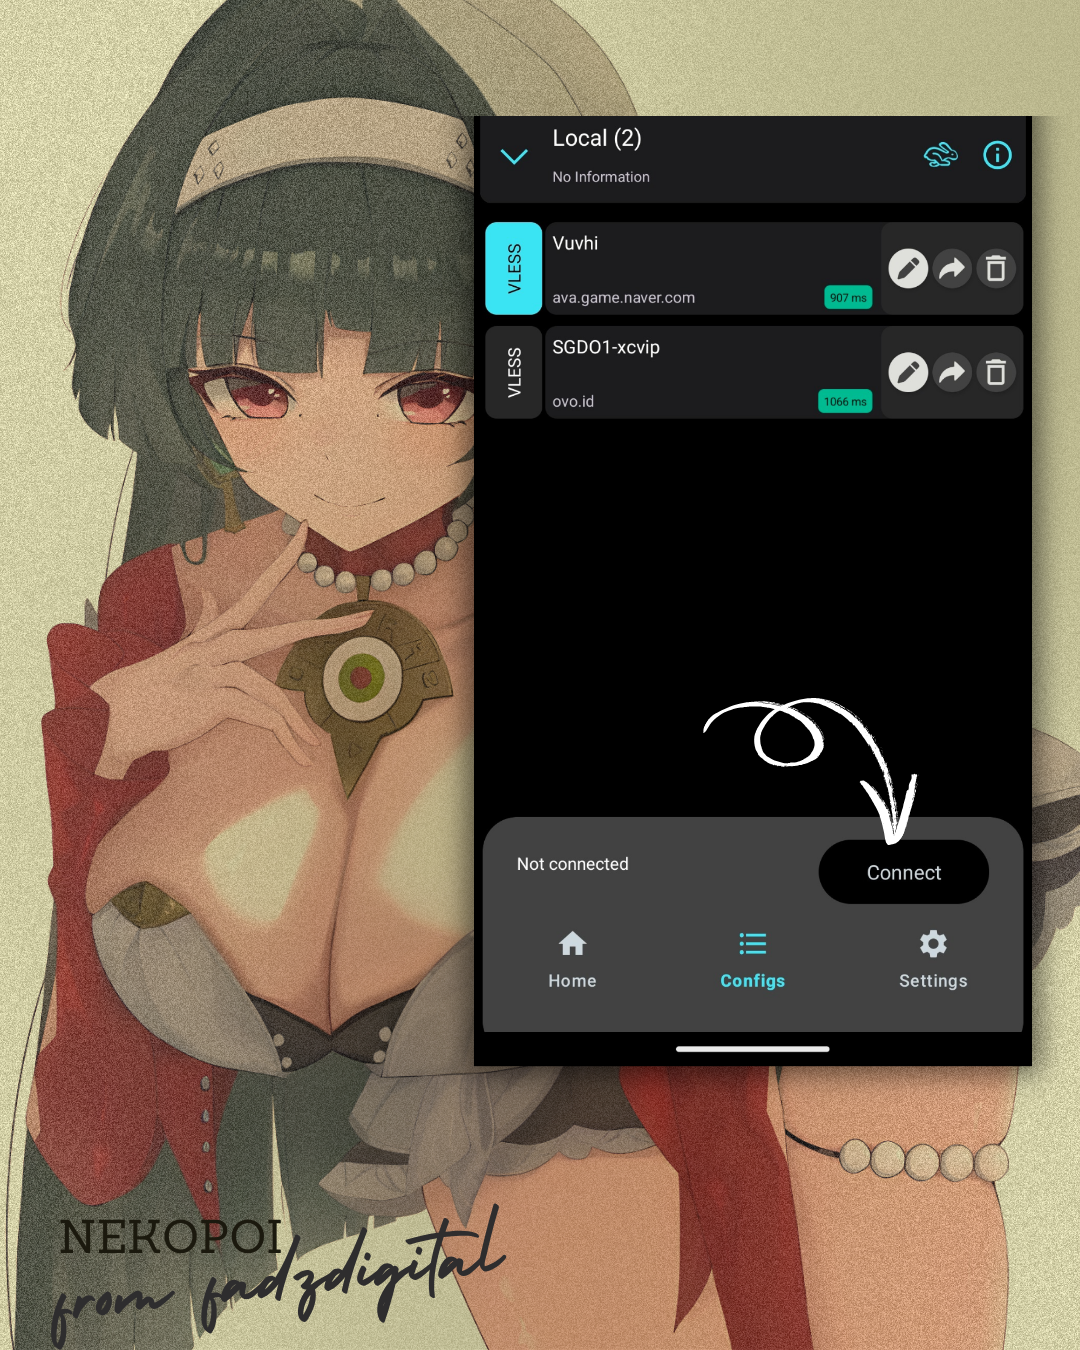 Local (2)
No Information
VLESS
Vuvhi
ava.game.naver.com
907 ms
VLESS
SGDO1-xcvip
ovo.id
1066 ms
Not connected
Connect
Home
Configs
Settings
NEKOPOI
from fadzdigital